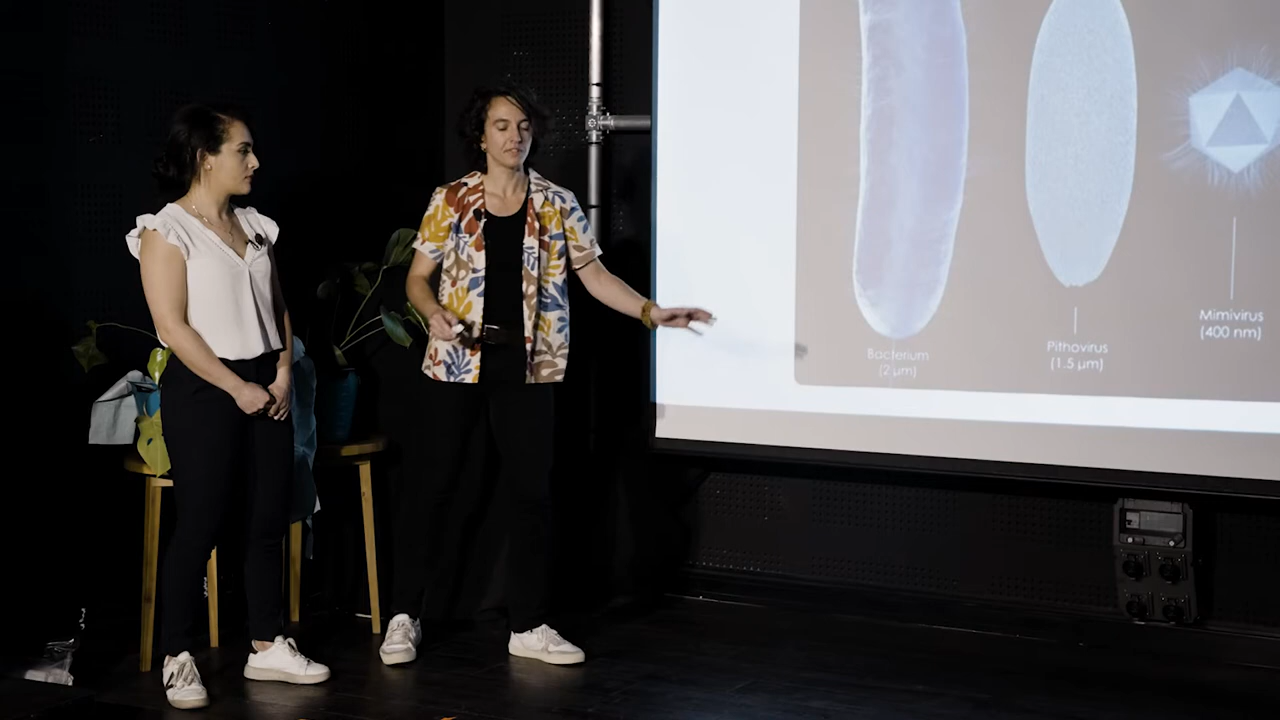 Bacterium
(2 µm)
Pithovirus
(1.5 µm)
Mimivirus
(400 nm)